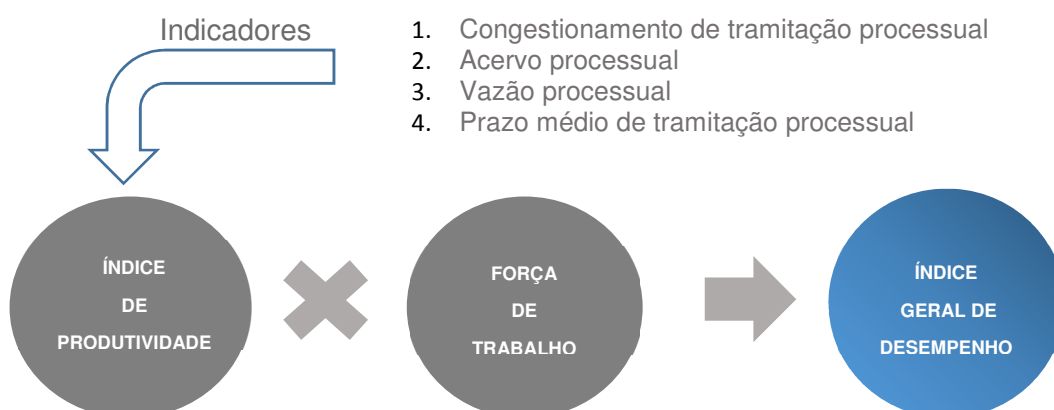 Indicadores
1. Congestionamento de tramitação processual
2. Acervo processual
3. Vazão processual
4. Prazo médio de tramitação processual
ÍNDICE
DE
PRODUTIVIDADE
FORÇA
DE
TRABALHO
ÍNDICE
GERAL DE
DESEMPENHO